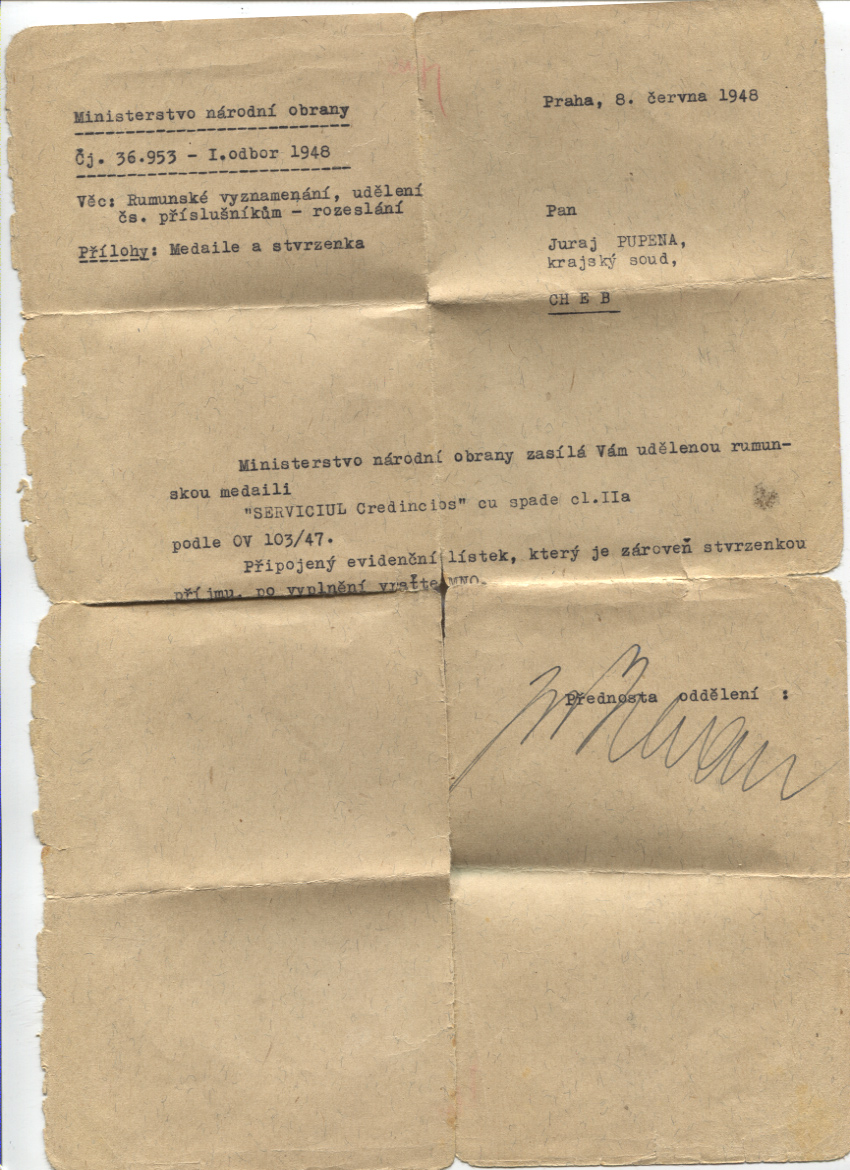 Ministerstvo národní obrany
Praha, 8. června 1948
Čj. 36.953 - I.odbor 1948
Věc: Rumunské vyznamenání, udělení
čs. příslušníkům - rozeslání
Přílohy: Medaile a stvrzenka
Pan
Juraj PUPENA,
krajský soud,
CH E B
Ministerstvo národní obrany zasílá Vám udělenou rumun-
skou medaili
"SERVICIUL Credincios" cu spade cl.IIa
podle OV 103/47.
Připojený evidenční lístek, který je zároveň stvrzenkou
příjmu, po vyplnění vraťte MNO.
Přednosta oddělení :